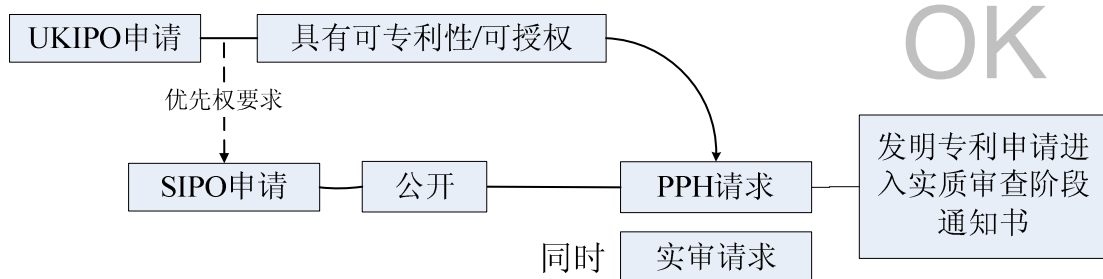 UKIPO申请
具有可专利性/可授权
OK
优先权要求
SIPO申请
公开
PPH请求
发明专利申请进
入实质审查阶段
通知书
同时
实审请求